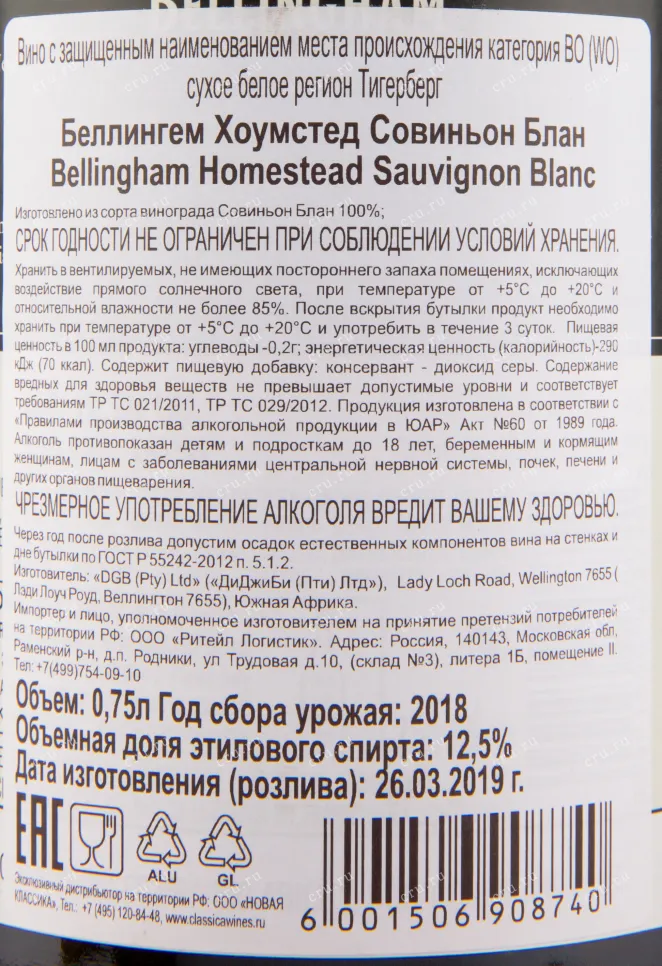 BELLINGHAM
Вино с защищенным наименованием места происхождения категория ВО (WO)
сухое белое регион Тигерберг
Беллингем Хоумстед Совиньон Блан
Bellingham Homestead Sauvignon Blanc
Изготовлено из сорта винограда Совиньон Блан 100%;
СРОК ГОДНОСТИ НЕ ОГРАНИЧЕН ПРИ СОБЛЮДЕНИИ УСЛОВИЙ ХРАНЕНИЯ.
Хранить в вентилируемых, не имеющих постороннего запаха помещениях, исключающих
воздействие прямого солнечного света, при температуре от +5°С до +20°С и
относительной влажности не более 85%. После вскрытия бутылки продукт необходимо
хранить при температуре от +5°С до +20°С и употребить в течение 3 суток. Пищевая
ценность в 100 мл продукта: углеводы -0,2г; энергетическая ценность (калорийность)-290
кДж (70 ккал). Содержит пищевую добавку: консервант - диоксид серы. Содержание
вредных для здоровья веществ не превышает допустимые уровни и соответствует
требованиям ТР ТС 021/2011, ТР ТС 029/2012. Продукция изготовлена в соответствии с
«Правилами производства алкогольной продукции в ЮАР» Акт №60 от 1989 года.
Алкоголь противопоказан детям и подросткам до 18 лет, беременным и кормящим
женщинам, лицам с заболеваниями центральной нервной системы, почек, печени и
других органов пищеварения.
ЧРЕЗМЕРНОЕ УПОТРЕБЛЕНИЕ АЛКОГОЛЯ ВРЕДИТ ВАШЕМУ ЗДОРОВЬЮ.
Через год после розлива допустим осадок естественных компонентов вина на стенках и
дне бутылки по ГОСТ Р 55242-2012 п. 5.1.2.
Изготовитель: «DGB (Pty) Ltd» («ДиДжиБи (Пти) Лтд»), Lady Loch Road, Wellington 7655 (
Лэди Лоуч Роуд, Веллингтон 7655), Южная Африка.
Импортер и лицо, уполномоченное изготовителем на принятие претензий потребителей
на территории РФ: ООО «Ритейл Логистик». Адрес: Россия, 140143, Московская обл,
Раменский р-н, д.п. Родники, ул Трудовая д.10, (склад №3), литера 1Б, помещение II.
Тел: +7(499)754-09-10
Объем: 0,75л Год сбора урожая: 2018
Объемная доля этилового спирта: 12,5%
Дата изготовления (розлива): 26.03.2019 г.
EAC
ALU GL
Эксклюзивный дистрибьютор на территории РФ: ООО «НОВАЯ
КЛАССИКА», Тел.: +7 (495) 120-84-48, www.classicawines.ru
6 001506 908740